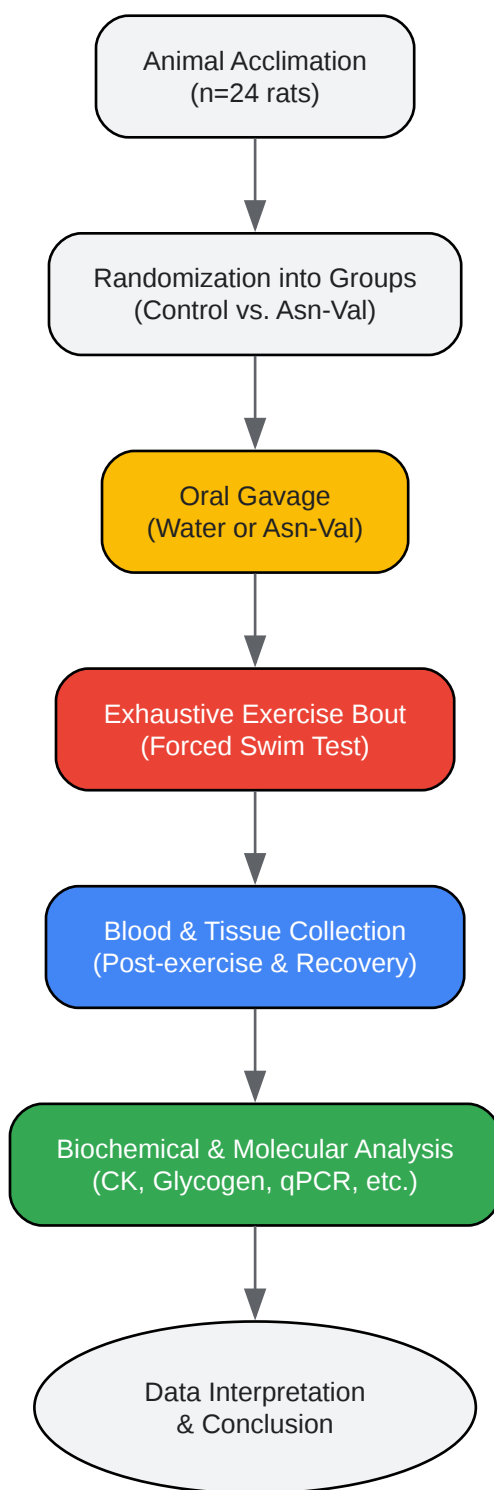 Animal Acclimation
(n=24 rats)
Randomization into Groups
(Control vs. Asn-Val)
Oral Gavage
(Water or Asn-Val)
Exhaustive Exercise Bout
(Forced Swim Test)
Blood & Tissue Collection
(Post-exercise & Recovery)
Biochemical & Molecular Analysis
(CK, Glycogen, qPCR, etc.)
Data Interpretation
& Conclusion